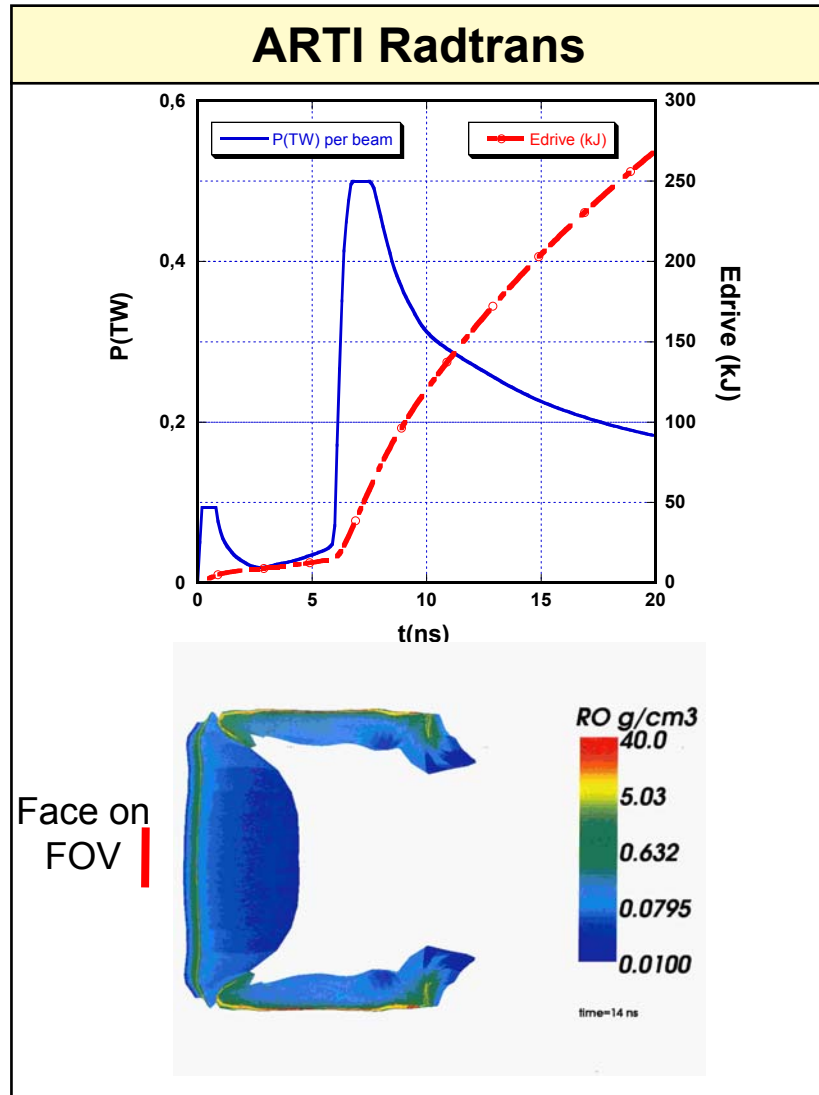 ARTI Radtrans
P(TW) per beam
Edrive (kJ)
0,6
0,4
0,2
0
P(TW)
300
250
200
150
100
50
0
Edrive (kJ)
0 5 10 15 20
t(ns)
RO g/cm3
40.0
5.03
0.632
0.0795
0.0100
time=14 ns
Face on
FOV